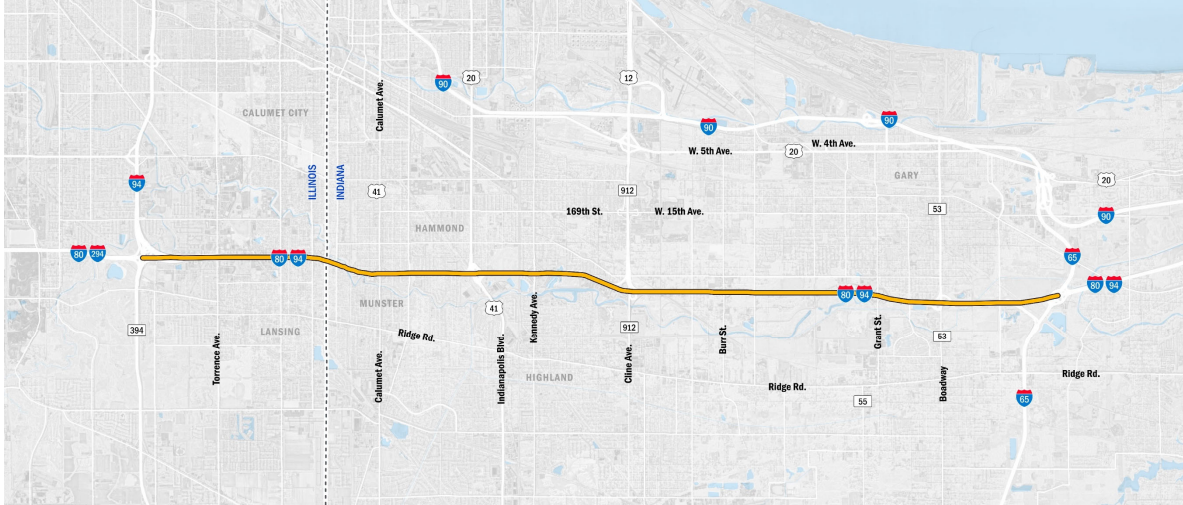 90
20
12
Calumet Ave.
CALUMET CITY
90
90
W. 5th Ave.
20
W. 4th Ave.
94
ILLINOIS
INDIANA
41
912
GARY
20
53
169th St.
W. 15th Ave.
90
HAMMOND
80 294
80 94
65
80 94
80 94
MUNSTER
41
Kennedy Ave.
394
LANSING
Ridge Rd.
912
Burr St.
Grant St.
53
Torrence Ave.
Calumet Ave.
Indianapolis Blvd.
HIGHLAND
Cline Ave.
Ridge Rd.
Boadway
Ridge Rd.
55
65